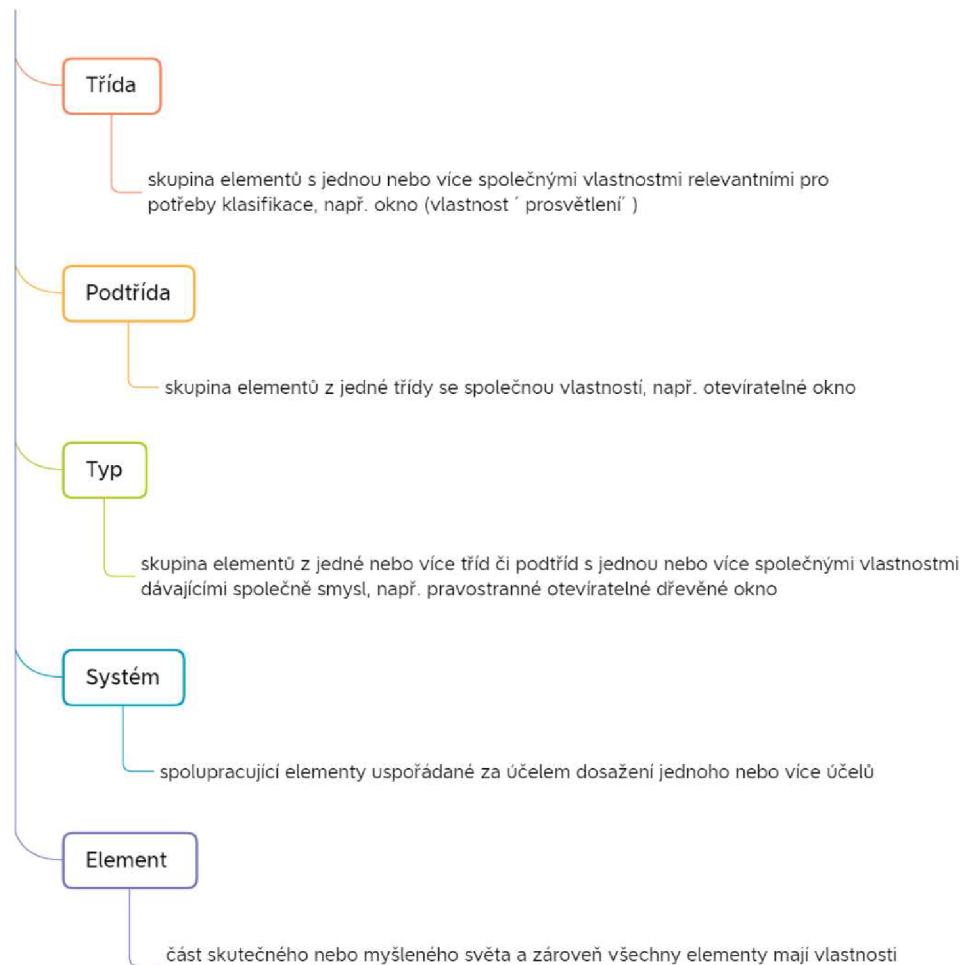 Třída
skupina elementů s jednou nebo více společnými vlastnostmi relevantními pro
potřeby klasifikace, např. okno (vlastnost ´ prosvětlení´ )
Podtřída
skupina elementů z jedné třídy se společnou vlastností, např. otevíratelné okno
Typ
skupina elementů z jedné nebo více tříd či podtříd s jednou nebo více společnými vlastnostmi
dávajícími společně smysl, např. pravostranné otevíratelné dřevěné okno
Systém
spolupracující elementy uspořádané za účelem dosažení jednoho nebo více účelů
Element
část skutečného nebo myšleného světa a zároveň všechny elementy mají vlastnosti